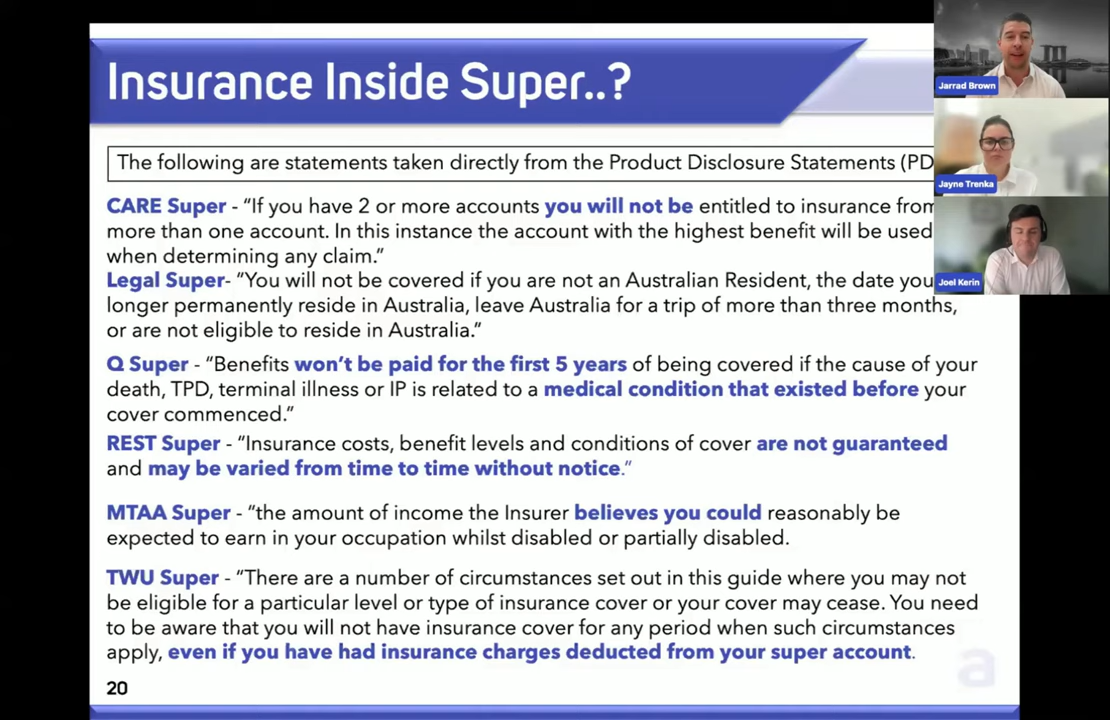 Insurance Inside Super..?
The following are statements taken directly from the Product Disclosure Statements (PD
CARE Super - “If you have 2 or more accounts you will not be entitled to insurance from
more than one account. In this instance the account with the highest benefit will be used
when determining any claim.”
Legal Super- “You will not be covered if you are not an Australian Resident, the date you
longer permanently reside in Australia, leave Australia for a trip of more than three months,
or are not eligible to reside in Australia.”
Q Super - “Benefits won’t be paid for the first 5 years of being covered if the cause of your
death, TPD, terminal illness or IP is related to a medical condition that existed before your
cover commenced.”
REST Super - “Insurance costs, benefit levels and conditions of cover are not guaranteed
and may be varied from time to time without notice.”
MTAA Super - “the amount of income the Insurer believes you could reasonably be
expected to earn in your occupation whilst disabled or partially disabled.
TWU Super - “There are a number of circumstances set out in this guide where you may not
be eligible for a particular level or type of insurance cover or your cover may cease. You need
to be aware that you will not have insurance cover for any period when such circumstances
apply, even if you have had insurance charges deducted from your super account.
20
a
Jarrad Brown
Jayne Trenka
Joel Kerin